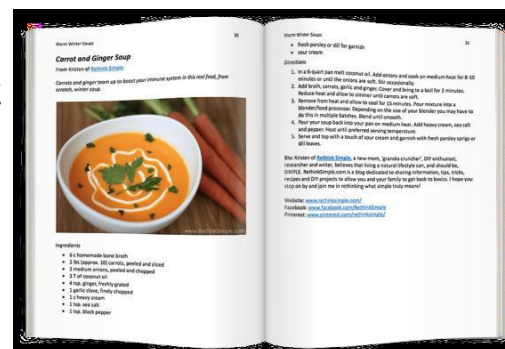 Warm Winter Soups
Carrot and Ginger Soup
From Kristen of Rethink Simple
Carrots and ginger team up to boost your immune system in this real food, from
scratch, winter soup.
www.RethinkSimple.com
Ingredients
6 c homemade bone broth
2 lbs (approx. 10) carrots, peeled and sliced
2 medium onions, peeled and chopped
3 T of coconut oil
4 tsp. ginger, freshly grated
1 garlic clove, finely chopped
1 c heavy cream
1 tsp. sea salt
1 tsp. black pepper
Warm Winter Soups
fresh parsley or dill for garnish
sour cream
Directions
1. In a 6-quart pan melt coconut oil. Add onions and cook on medium heat for 8-10
minutes or until the onions are soft. Stir occasionally.
2. Add broth, carrots, garlic and ginger. Cover and bring to a boil for 2 minutes.
Reduce heat and allow to simmer until carrots are soft.
3. Remove from heat and allow to cool for 15 minutes. Pour mixture into a
blender/food processor. Depending on the size of your blender you may have to
do this in multiple batches. Blend until smooth.
4. Pour your soup back into your pan on medium heat. Add heavy cream, sea salt
and pepper. Heat until preferred serving temperature.
5. Serve and top with a touch of sour cream and garnish with fresh parsley sprigs or
dill leaves.
Bio: Kristen of Rethink Simple, a new mom, 'granola cruncher', DIY enthusiast,
researcher and writer, believes that living a natural lifestyle can, and should be,
SIMPLE. RethinkSimple.com is a blog dedicated to sharing information, tips, tricks,
recipes and DIY projects to allow you and your family to get back to basics. I hope you
stop on by and join me in rethinking what simple truly means!
Website: www.rethinksimple.com/
Facebook: www.facebook.com/RethinkSimple
Pinterest: www.pinterest.com/rethinksimple/